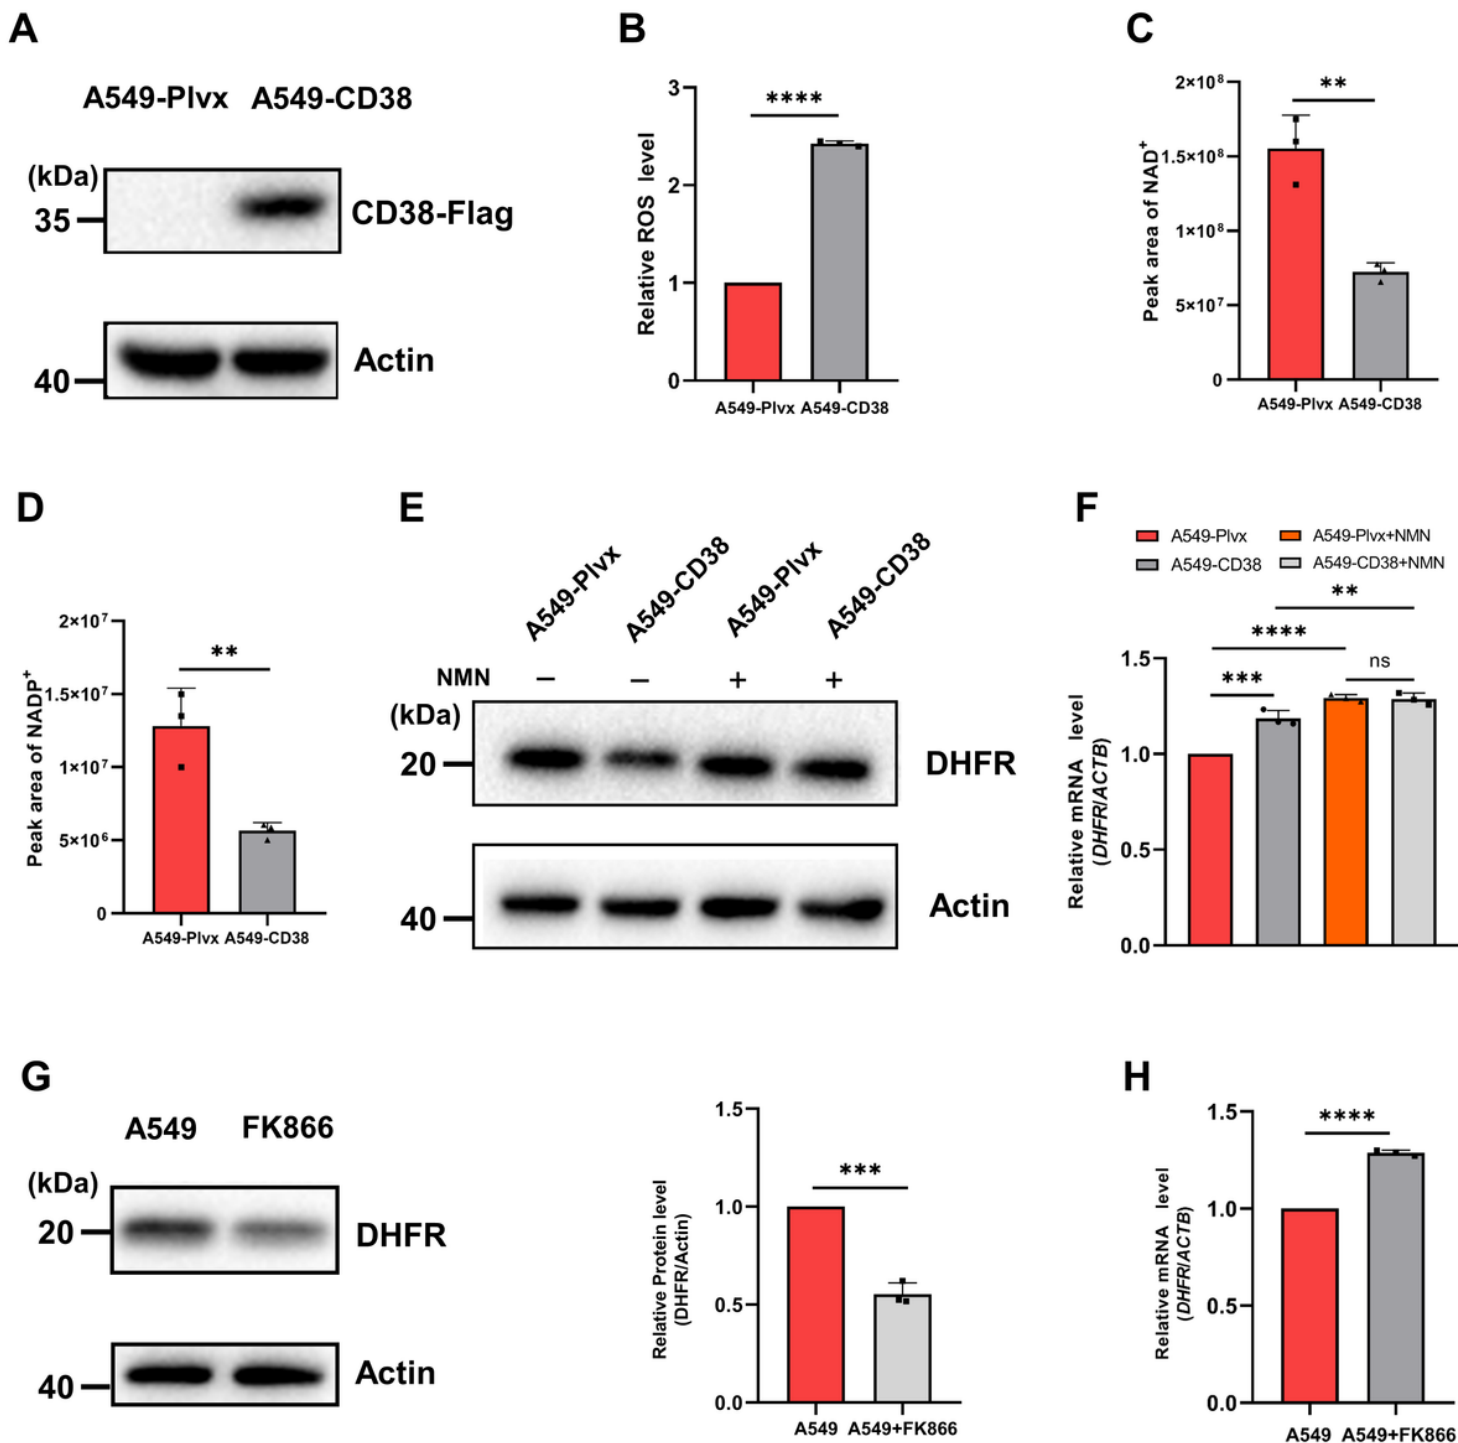 A
A549-Plvx A549-CD38
(kDa)
35
CD38-Flag
40
Actin
B
Relative ROS level
3
2
1
0
****
A549-Plvx A549-CD38
C
Peak area of NAD⁺
2×10⁸
1.5×10⁸
1×10⁸
5×10⁷
0
**
A549-Plvx A549-CD38
D
Peak area of NADP⁺
2×10⁷
1.5×10⁷
1×10⁷
5×10⁶
0
**
A549-Plvx A549-CD38
E
A549-Plvx A549-CD38 A549-Plvx A549-CD38
NMN − − + +
(kDa)
20
DHFR
40
Actin
F
A549-Plvx A549-Plvx+NMN
A549-CD38 A549-CD38+NMN
Relative mRNA level
(DHFR/ACTB)
1.5
1.0
0.5
0.0
**
****
*** ns
G
A549 FK866
(kDa)
20
DHFR
40
Actin
Relative Protein level
(DHFR/Actin)
1.5
1.0
0.5
0.0
***
A549 A549+FK866
H
Relative mRNA level
(DHFR/ACTB)
1.5
1.0
0.5
0.0
****
A549 A549+FK866